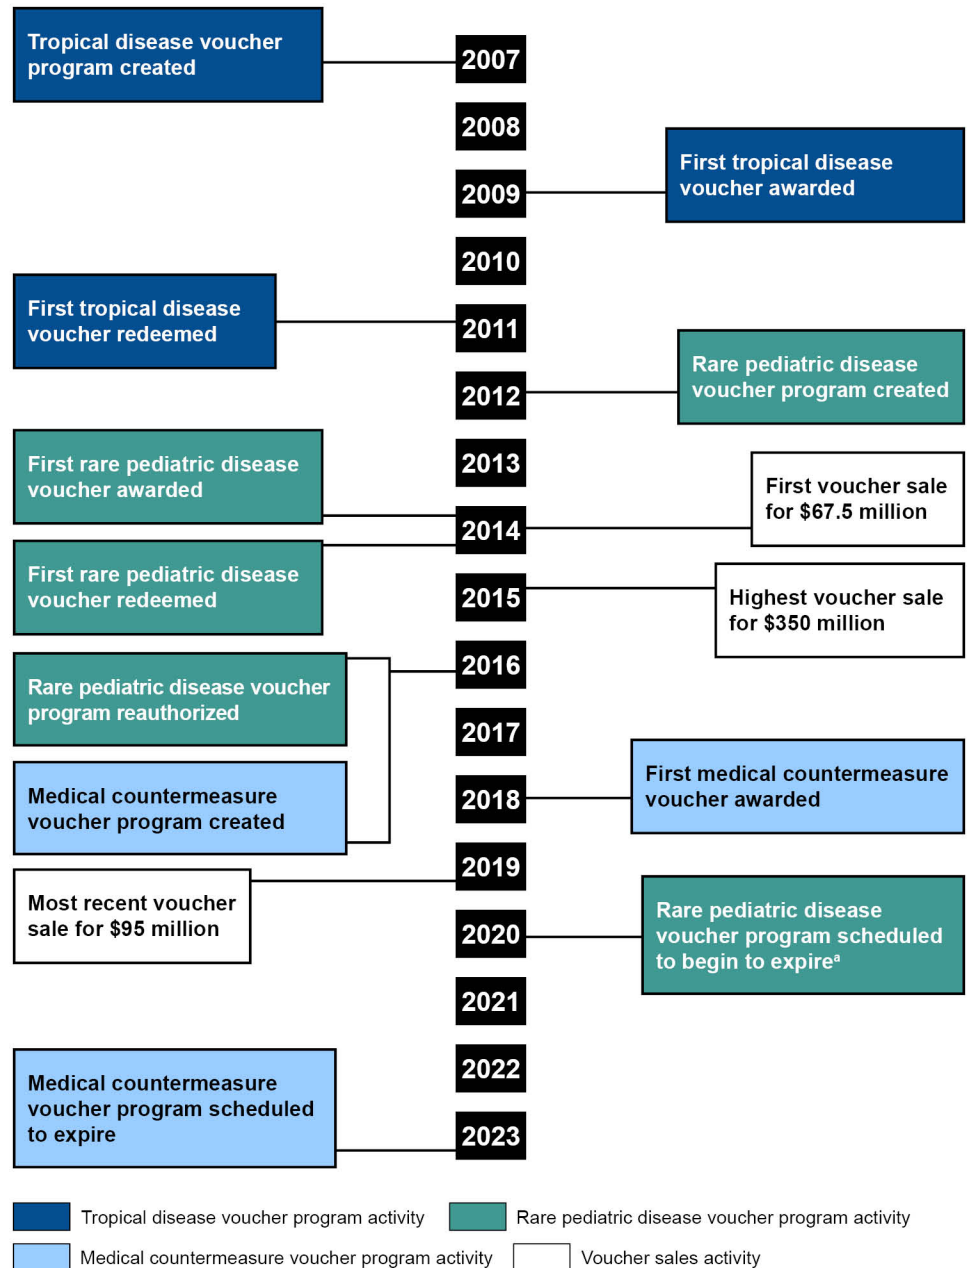 Tropical disease voucher
program created
2007
2008
First tropical disease
voucher awarded
2009
2010
First tropical disease
voucher redeemed
2011
Rare pediatric disease
voucher program created
2012
First rare pediatric disease
voucher awarded
2013
First voucher sale
for $67.5 million
2014
First rare pediatric disease
voucher redeemed
2015
Highest voucher sale
for $350 million
2016
Rare pediatric disease voucher
program reauthorized
2017
Medical countermeasure
voucher program created
2018
First medical countermeasure
voucher awarded
2019
Most recent voucher
sale for $95 million
2020
Rare pediatric disease
voucher program scheduled
to begin to expireᵃ
2021
2022
Medical countermeasure
voucher program scheduled
to expire
2023
Tropical disease voucher program activity
Rare pediatric disease voucher program activity
Medical countermeasure voucher program activity
Voucher sales activity